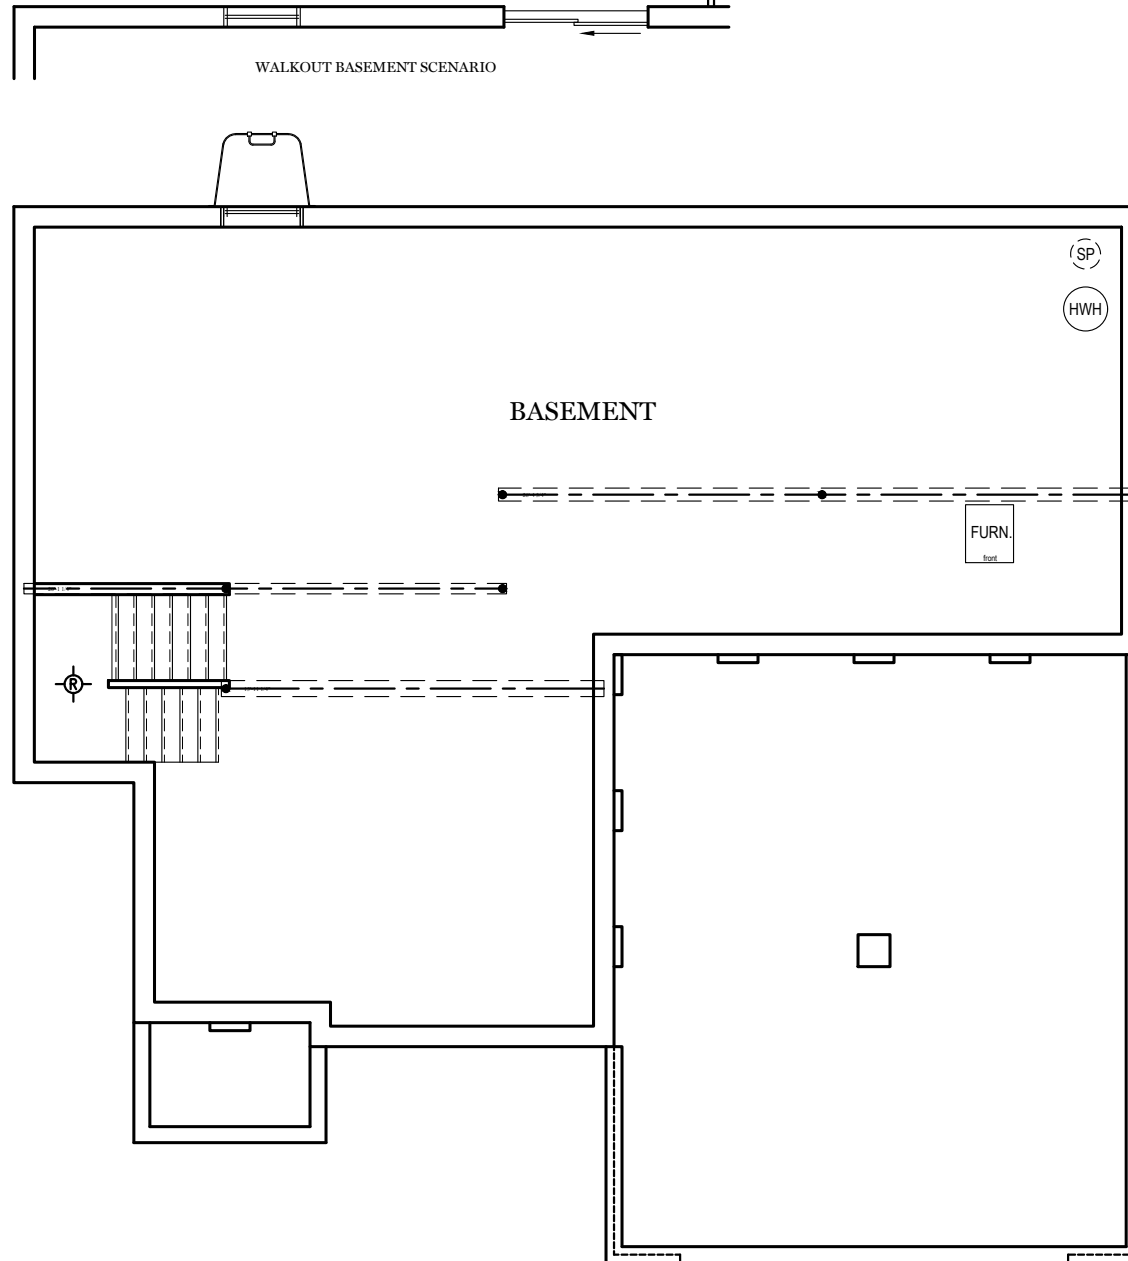 WALKOUT BASEMENT SCENARIO
SP
HWH
BASEMENT
FURN.
front
R